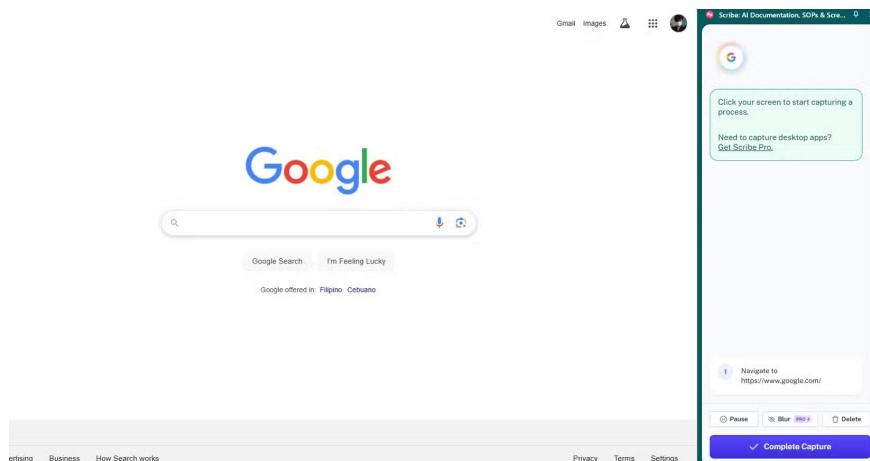 Gmail Images
Google
Google Search I'm Feeling Lucky
Google offered in: Filipino Cebuano
ertising Business How Search works
Privacy Terms Settings
Scribe: AI Documentation, SOPs & Scre...
G
Click your screen to start capturing a
process.
Need to capture desktop apps?
Get Scribe Pro.
1 Navigate to
https://www.google.com/
Pause Blur PRO Delete
Complete Capture